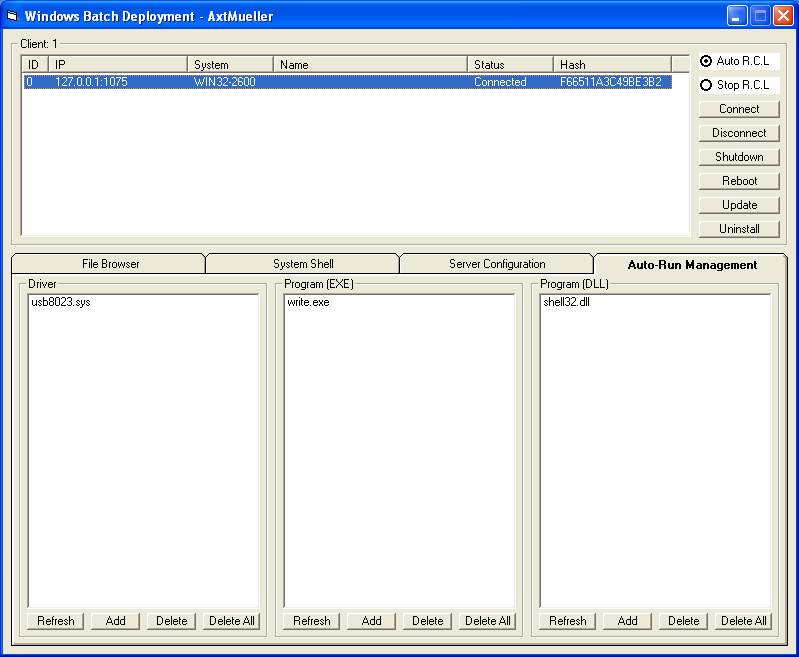 Windows Batch Deployment - AxtMueller
Client: 1
ID IP System Name Status Hash
0 127.0.0.1:1075 WIN32-2600 Connected F66511A3C49BE3B2
Auto R.C.L
Stop R.C.L
Connect
Disconnect
Shutdown
Reboot
Update
Uninstall
File Browser System Shell Server Configuration Auto-Run Management
Driver Program (EXE) Program (DLL)
usb8023.sys write.exe shell32.dll
Refresh Add Delete Delete All Refresh Add Delete Delete All Refresh Add Delete Delete All